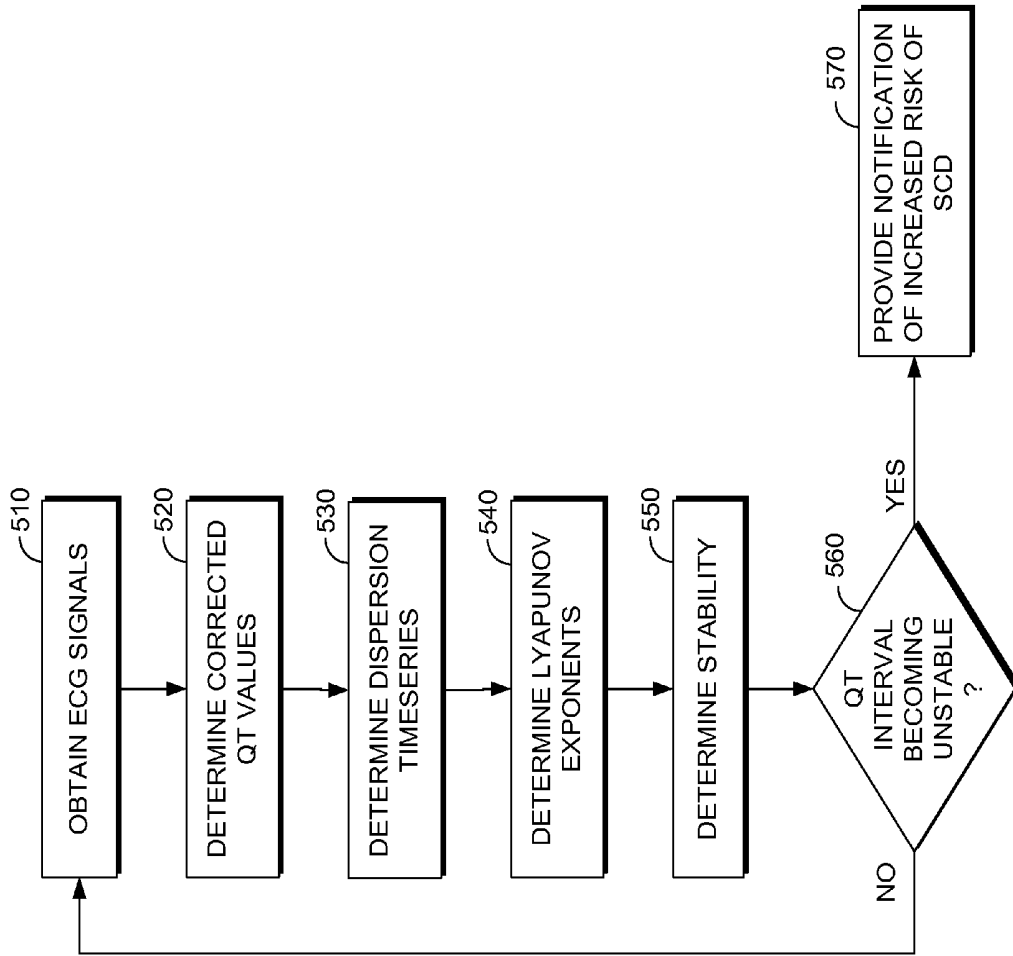 510
OBTAIN ECG SIGNALS
520
DETERMINE CORRECTED
QT VALUES
530
DETERMINE DISPERSION
TIMESERIES
540
DETERMINE LYAPUNOV
EXPONENTS
550
DETERMINE STABILITY
560
QT
INTERVAL
BECOMING
UNSTABLE
?
NO
YES
570
PROVIDE NOTIFICATION
OF INCREASED RISK OF
SCD